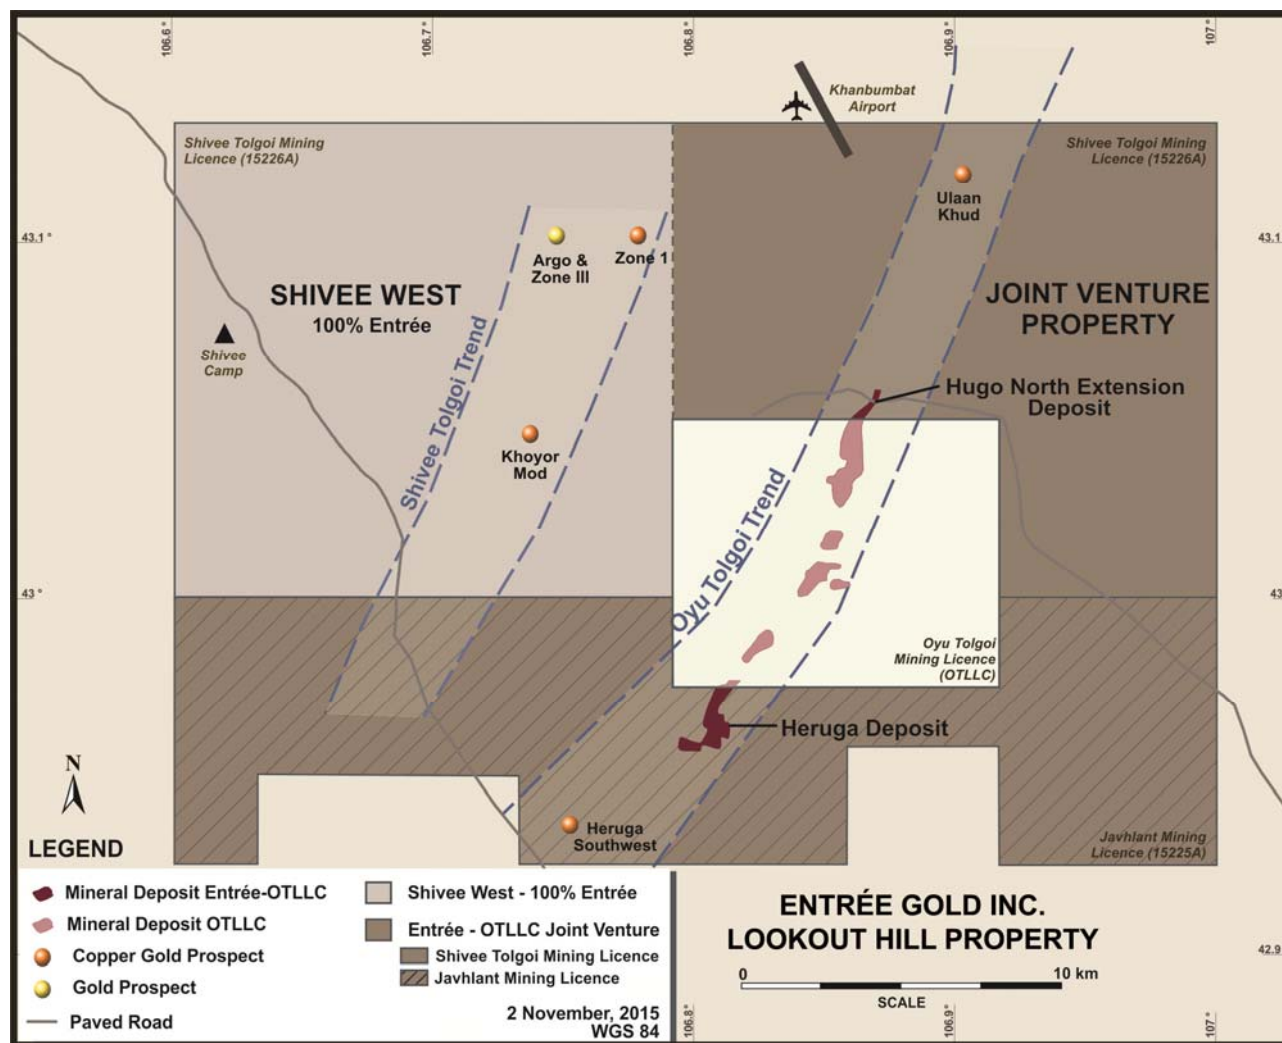 106.6°
106.7°
106.8°
106.9°
107°
Khanbumbat
Airport
Shivee Tolgoi Mining
Licence (15226A)
Shivee Tolgoi Mining
Licence (15226A)
Ulaan
Khud
43.1°
43.1
Argo &
Zone III
Zone 1
SHIVEE WEST
100% Entrée
JOINT VENTURE
PROPERTY
Shivee
Camp
Shivee Tolgoi Trend
Hugo North Extension
Deposit
Khoyor
Mod
Oyu Tolgoi Trend
43°
43
Oyu Tolgoi
Mining Licence
(OTLLC)
Heruga Deposit
N
Heruga
Southwest
Javhlant Mining
Licence (15225A)
LEGEND
Mineral Deposit Entrée-OTLLC
Mineral Deposit OTLLC
Copper Gold Prospect
Gold Prospect
Paved Road
Shivee West - 100% Entrée
Entrée - OTLLC Joint Venture
Shivee Tolgoi Mining Licence
Javhlant Mining Licence
2 November, 2015
WGS 84
ENTRÉE GOLD INC.
LOOKOUT HILL PROPERTY
0
10 km
SCALE
42.9
106.8°
106.9°
107°